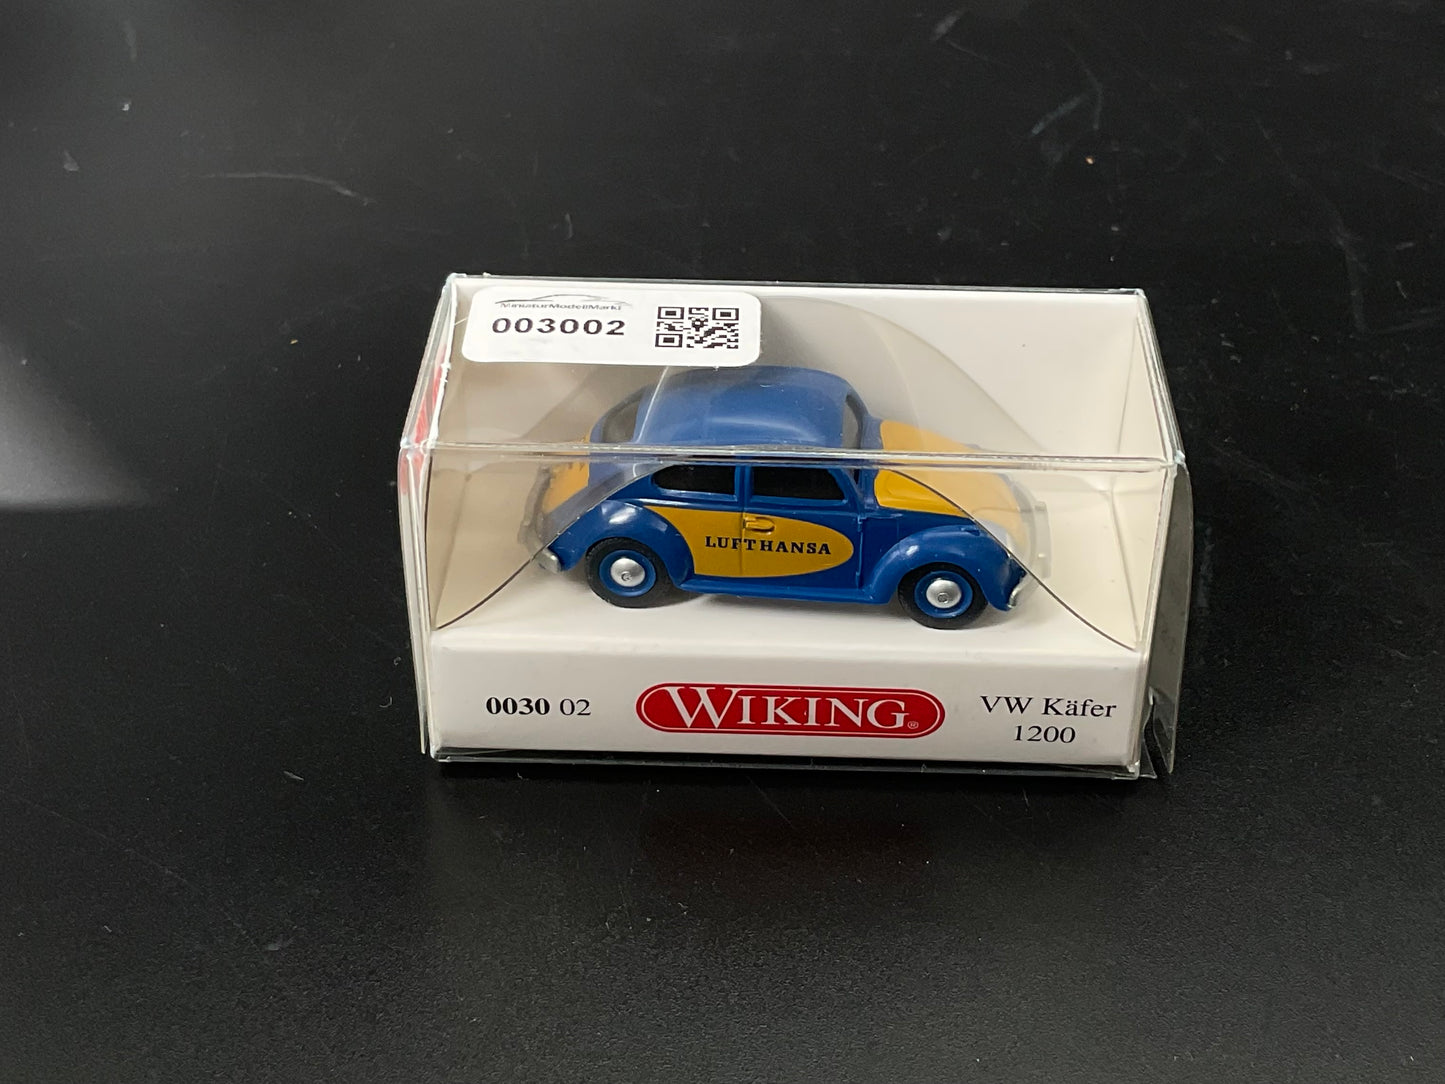 MiniaturModellMarkt
003002
LUFTHANSA
0030 02
WIKING®
VW Käfer
1200